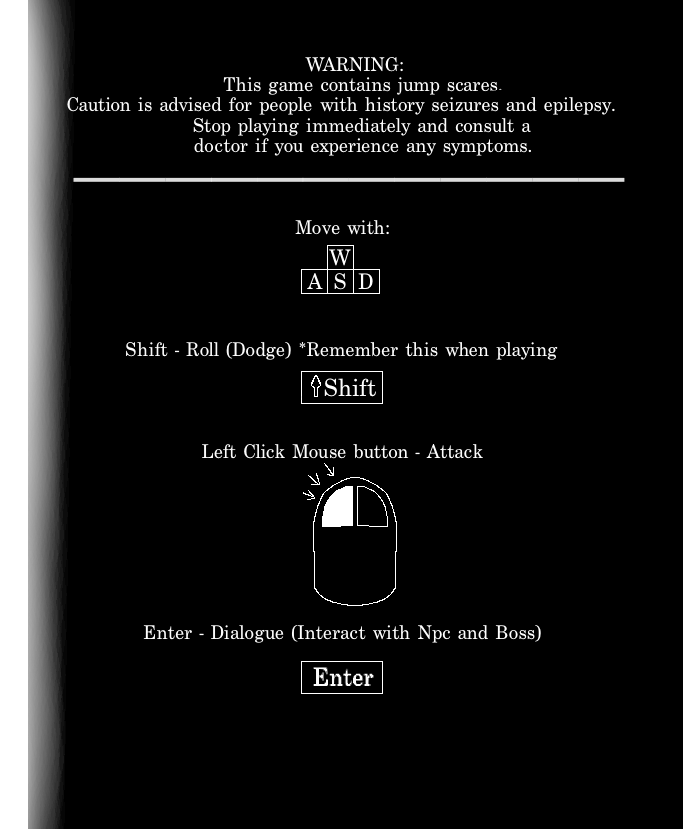 WARNING:
This game contains jump scares.
Caution is advised for people with history seizures and epilepsy.
Stop playing immediately and consult a
doctor if you experience any symptoms.
Move with:
W
A S D
Shift - Roll (Dodge) *Remember this when playing
⇧Shift
Left Click Mouse button - Attack
Enter - Dialogue (Interact with Npc and Boss)
Enter